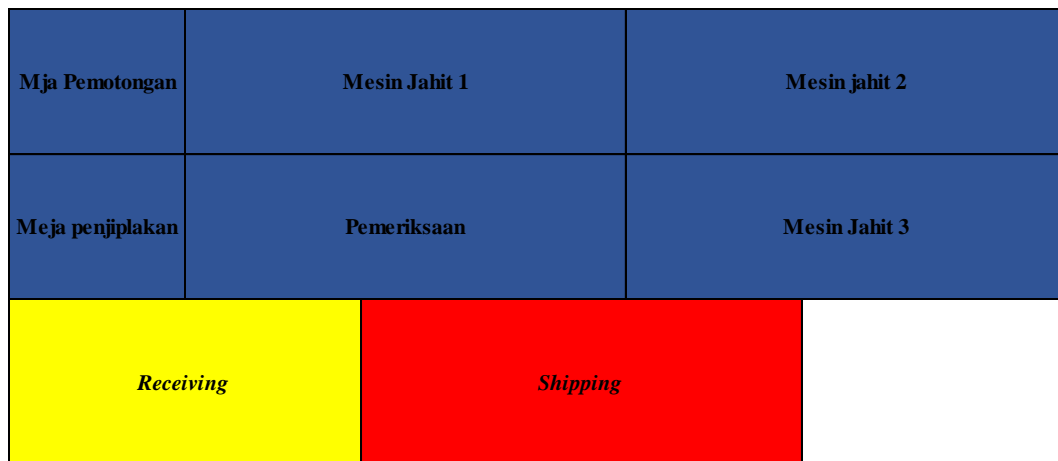 Mja Pemotongan
Mesin Jahit 1
Mesin jahit 2
Meja penjiplakan
Pemeriksaan
Mesin Jahit 3
Receiving
Shipping